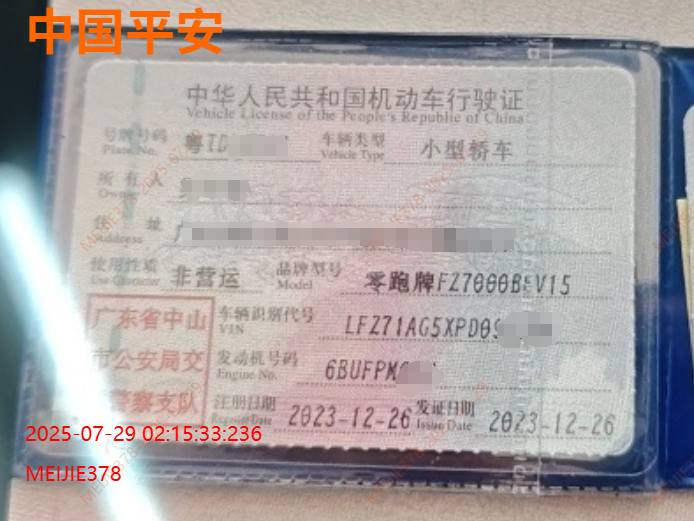 中国平安
中华人民共和国机动车行驶证
Vehicle License of the People's Republic of China
号牌号码 粤TD 车辆类型 小型轿车
Plate No. Vehicle Type
所有人
Owner
住址
Address
使用性质 非营运 品牌型号 零跑牌FZ7000BEV15
Use Character Model
广东省中山 车辆识别代号 LFZ71AG5XPD09
VIN
市公安局交 发动机号码 6BUFPM
Engine No.
警察支队 注册日期 2023-12-26 发证日期 2023-12-26
Register Date Issue Date
2025-07-29 02:15:33:236
MEIJIE378